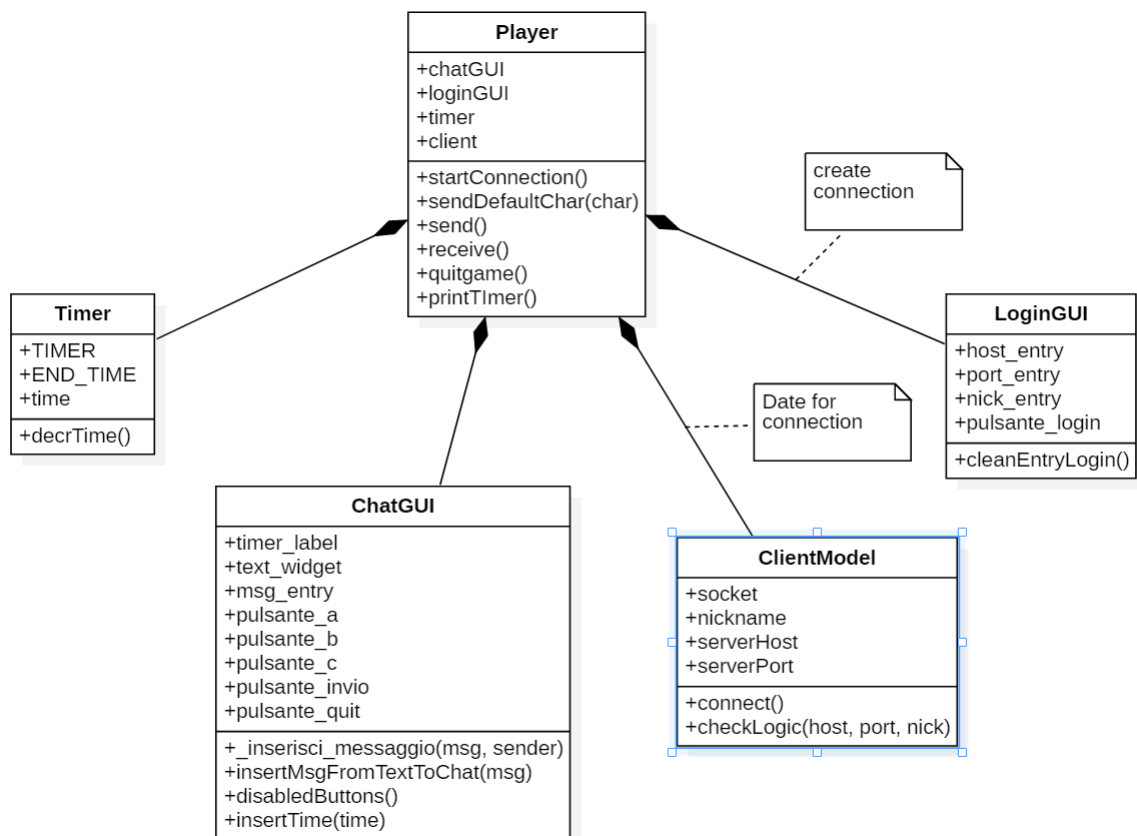 Player
+chatGUI
+loginGUI
+timer
+client
+startConnection()
+sendDefaultChar(char)
+send()
+receive()
+quitgame()
+printTImer()
create
connection
Timer
+TIMER
+END_TIME
+time
+decrTime()
LoginGUI
+host_entry
+port_entry
+nick_entry
+pulsante_login
+cleanEntryLogin()
Date for
connection
ChatGUI
+timer_label
+text_widget
+msg_entry
+pulsante_a
+pulsante_b
+pulsante_c
+pulsante_invio
+pulsante_quit
+_inserisci_messaggio(msg, sender)
+insertMsgFromTextToChat(msg)
+disabledButtons()
+insertTime(time)
ClientModel
+socket
+nickname
+serverHost
+serverPort
+connect()
+checkLogic(host, port, nick)